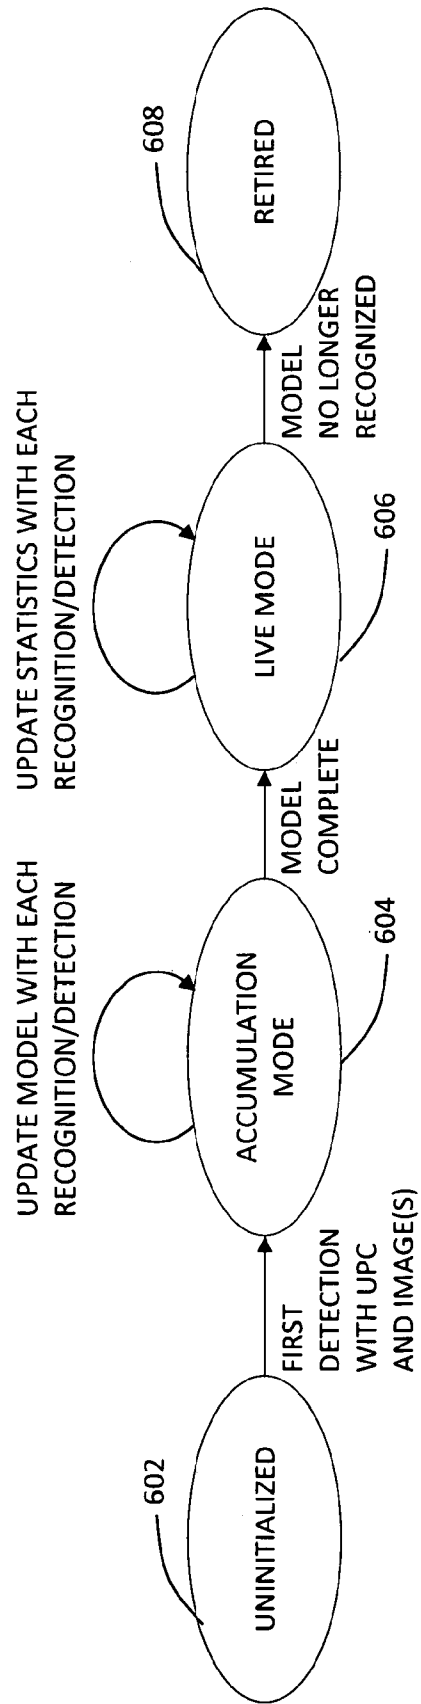 UPDATE MODEL WITH EACH
RECOGNITION/DETECTION
UPDATE STATISTICS WITH EACH
RECOGNITION/DETECTION
602
UNINITIALIZED
FIRST
DETECTION
WITH UPC
AND IMAGE(S)
ACCUMULATION
MODE
604
MODEL
COMPLETE
LIVE MODE
606
MODEL
NO LONGER
RECOGNIZED
608
RETIRED